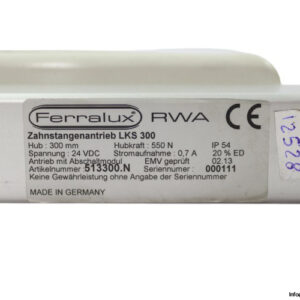 Ferralux RWA CE
Zahnstangenantrieb LKS 300
Hub : 300 mm Hubkraft : 550 N IP 54
Spannung : 24 VDC Stromaufnahme : 0,7 A 20 % ED
Antrieb mit Abschaltmodul EMV geprüft 02.13
Artikelnummer 513300.N Seriennummer 000111
Keine Gewährleistung ohne Angabe der Seriennummer
MADE IN GERMANY
12528